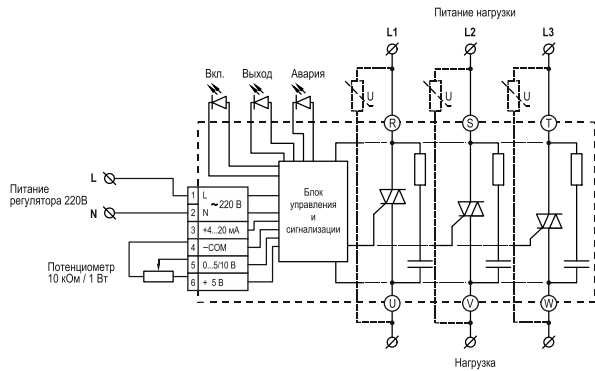 Питание нагрузки
L1 L2 L3
Вкл. Выход Авария
U U U
R S T
Питание
регулятора 220В
L
N
1 L
2 N
~220 В
3 +4...20 мА
4 −COM
5 0...5/10 В
6 + 5 В
Блок
управления
и
сигнализации
Потенциометр
10 кОм / 1 Вт
U V W
Нагрузка